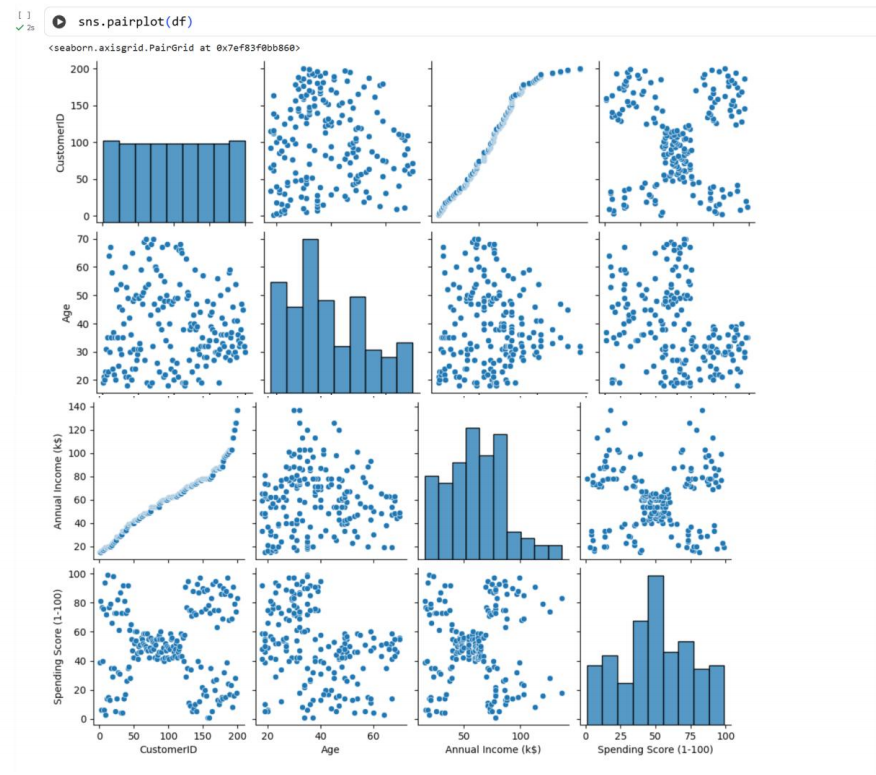 [ ]
2s
sns.pairplot(df)
<seaborn.axisgrid.PairGrid at 0x7ef83f0bb860>
200
150
100
50
0
CustomerID
70
60
50
40
30
20
Age
140
120
100
80
60
40
20
Annual Income (k$)
100
80
60
40
20
0
Spending Score (1-100)
0 50 100 150 200
CustomerID
20 40 60
Age
50 100
Annual Income (k$)
0 25 50 75 100
Spending Score (1-100)